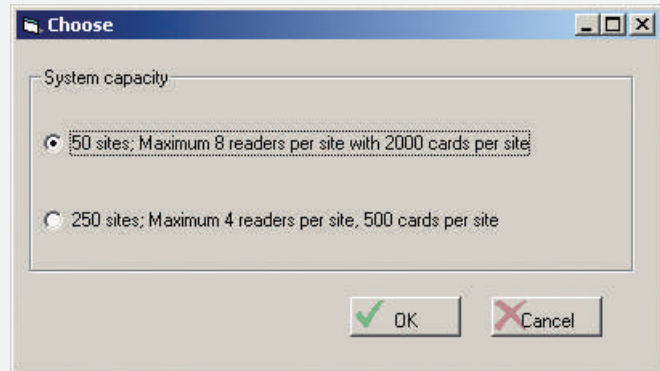 Choose
System capacity
50 sites; Maximum 8 readers per site with 2000 cards per site
250 sites; Maximum 4 readers per site, 500 cards per site
OK
Cancel